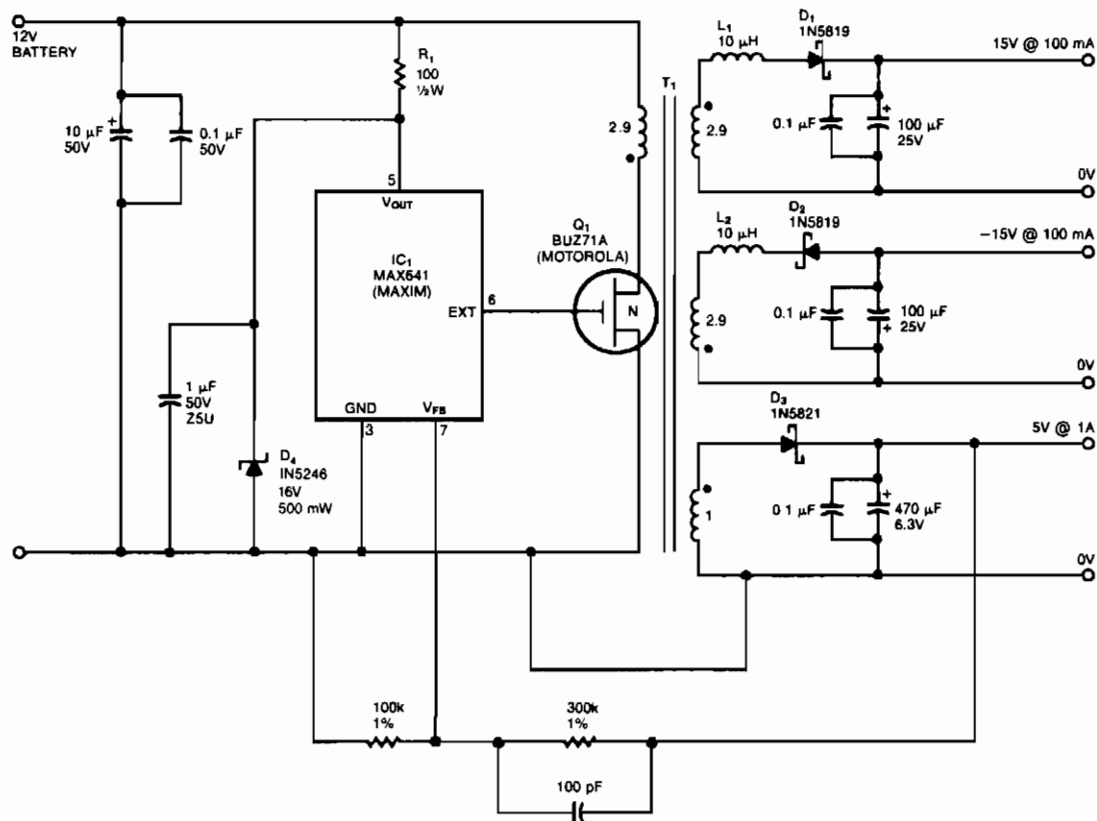 12V
BATTERY
10 µF
50V
+
0.1 µF
50V
R₁
100
½W
5
V_OUT
IC₁
MAX641
(MAXIM)
EXT
6
GND
3
V_FB
7
1 µF
50V
Z5U
D₄
IN5246
16V
500 mW
Q₁
BUZ71A
(MOTOROLA)
N
2.9
T₁
L₁
10 µH
D₁
1N5819
15V @ 100 mA
2.9
0.1 µF
+
100 µF
25V
0V
L₂
10 µH
D₂
1N5819
−15V @ 100 mA
2.9
0.1 µF
100 µF
25V
+
0V
D₃
1N5821
5V @ 1A
1
0.1 µF
+
470 µF
6.3V
0V
100k
1%
300k
1%
100 pF